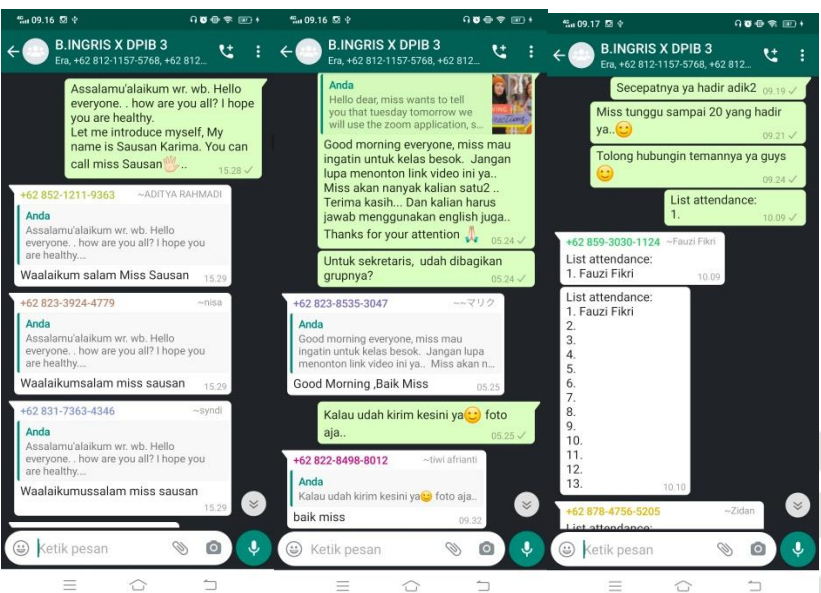 09.16
B.INGRIS X DPIB 3
Era, +62 812-1157-5768, +62 812...
Assalamu'alaikum wr. wb. Hello
everyone. . how are you all? I hope
you are healthy.
Let me introduce myself, My
name is Sausan Karima. You can
call miss Sausan🖐🏻..
15.28
+62 852-1211-9363 ~ADITYA RAHMADI
Anda
Assalamu'alaikum wr. wb. Hello
everyone. . how are you all? I hope you
are healthy....
Waalaikum salam Miss Sausan 15.29
+62 823-3924-4779 ~nisa
Anda
Assalamu'alaikum wr. wb. Hello
everyone. . how are you all? I hope you
are healthy....
Waalaikumsalam miss sausan 15.29
+62 831-7363-4346 ~syndi
Anda
Assalamu'alaikum wr. wb. Hello
everyone. . how are you all? I hope you
are healthy....
Waalaikumussalam miss sausan
15.29
Ketik pesan
09.16
B.INGRIS X DPIB 3
Era, +62 812-1157-5768, +62 812...
Anda
Hello dear, miss wants to tell
you that tuesday tomorrow we
will use the zoom application, s...
Good morning everyone, miss mau
ingatin untuk kelas besok. Jangan
lupa menonton link video ini ya..
Miss akan nanyak kalian satu2 ..
Terima kasih... Dan kalian harus
jawab menggunakan english juga..
Thanks for your attention 🙏🏻 05.24
Untuk sekretaris, udah dibagikan
grupnya? 05.24
+62 823-8535-3047 ~~マリク
Anda
Good morning everyone, miss mau
ingatin untuk kelas besok. Jangan lupa
menonton link video ini ya.. Miss akan n...
Good Morning ,Baik Miss 05.25
Kalau udah kirim kesini ya😊 foto
aja.. 05.25
+62 822-8498-8012 ~tiwi afrianti
Anda
Kalau udah kirim kesini ya😊 foto aja..
baik miss 09.32
Ketik pesan
09.17
B.INGRIS X DPIB 3
Era, +62 812-1157-5768, +62 812...
Secepatnya ya hadir adik2 09.19
Miss tunggu sampai 20 yang hadir
ya..😊 09.21
Tolong hubungin temannya ya guys
😊 09.24
List attendance:
1. 10.09
+62 859-3030-1124 ~Fauzi Fikri
List attendance:
1. Fauzi Fikri 10.09
List attendance:
1. Fauzi Fikri
2.
3.
4.
5.
6.
7.
8.
9.
10.
11.
12.
13. 10.10
+62 878-4756-5205 ~Zidan
List attendance:
Ketik pesan